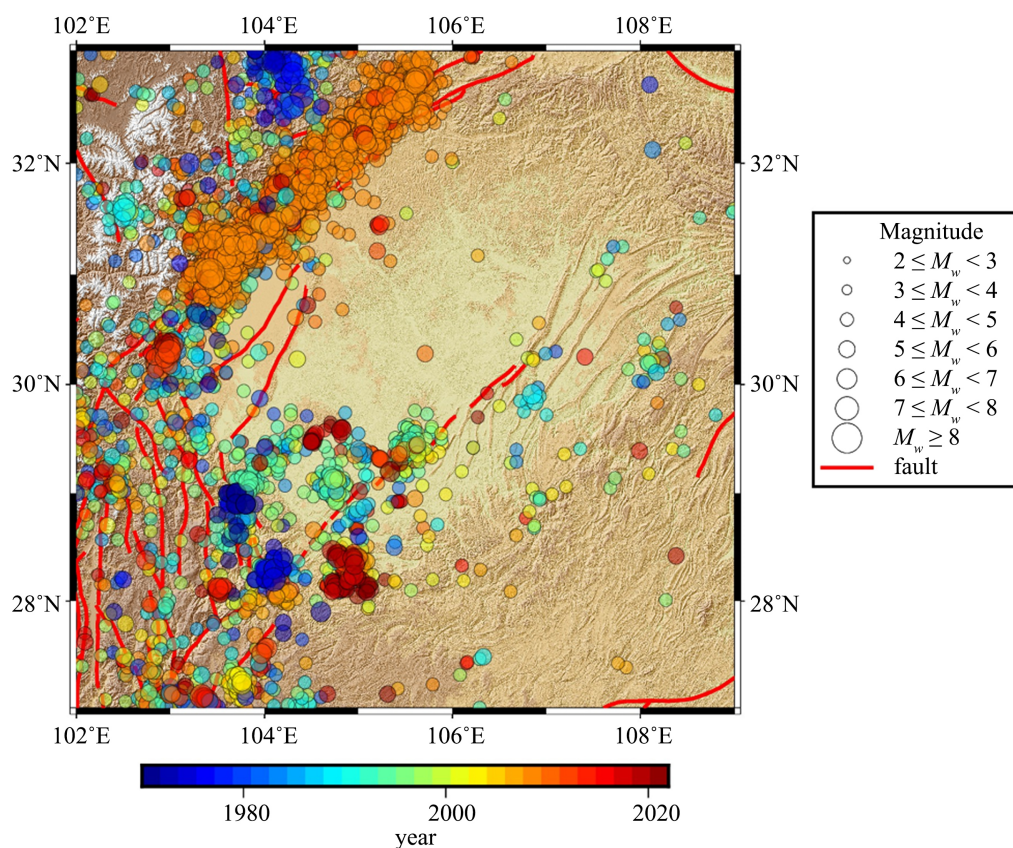 102˚E 104˚E 106˚E 108˚E
32˚N 32˚N
30˚N 30˚N
28˚N 28˚N
102˚E 104˚E 106˚E 108˚E
Magnitude
2 ≤ Mw < 3
3 ≤ Mw < 4
4 ≤ Mw < 5
5 ≤ Mw < 6
6 ≤ Mw < 7
7 ≤ Mw < 8
Mw ≥ 8
fault
1980 2000 2020
year